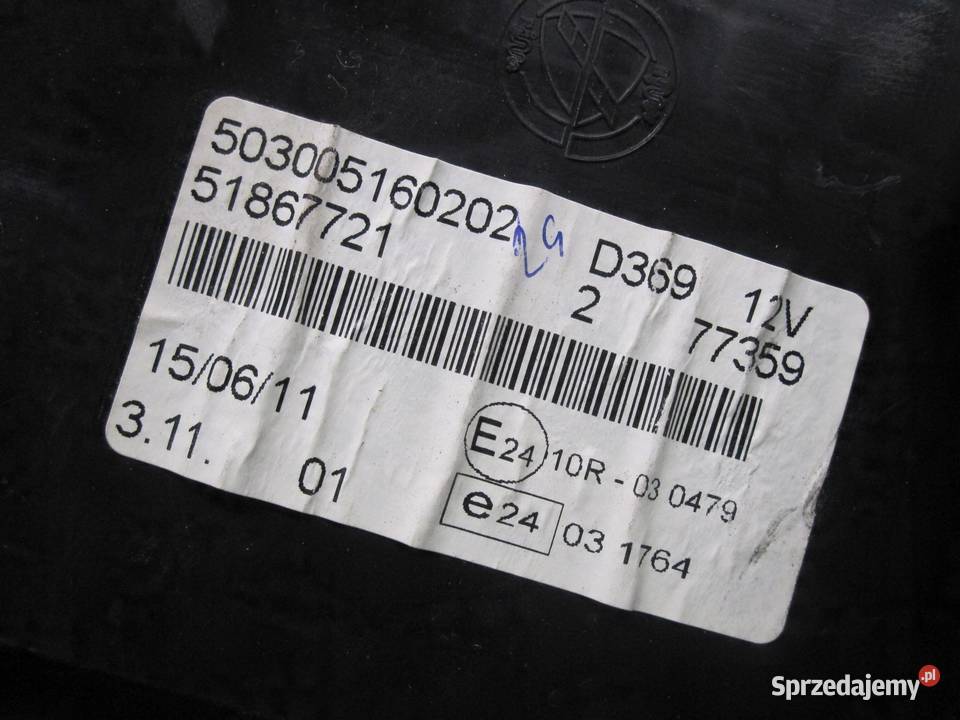 503005160202
51867721
29
D369 12V
2 77359
15/06/11
3.11.
01
E24 10R - 03 0479
e24 03 1764
Sprzedajemy.pl